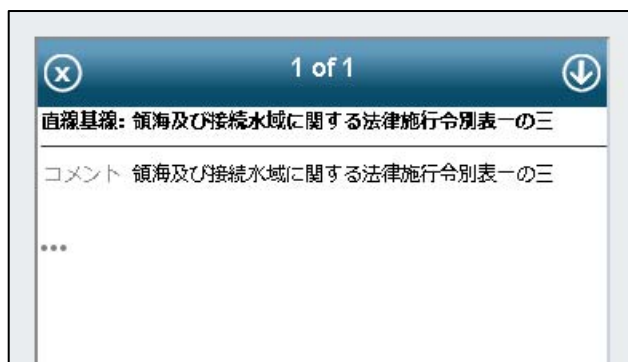 x
1 of 1
直線基線: 領海及び接続水域に関する法律施行令別表一の三
コメント 領海及び接続水域に関する法律施行令別表一の三
•••